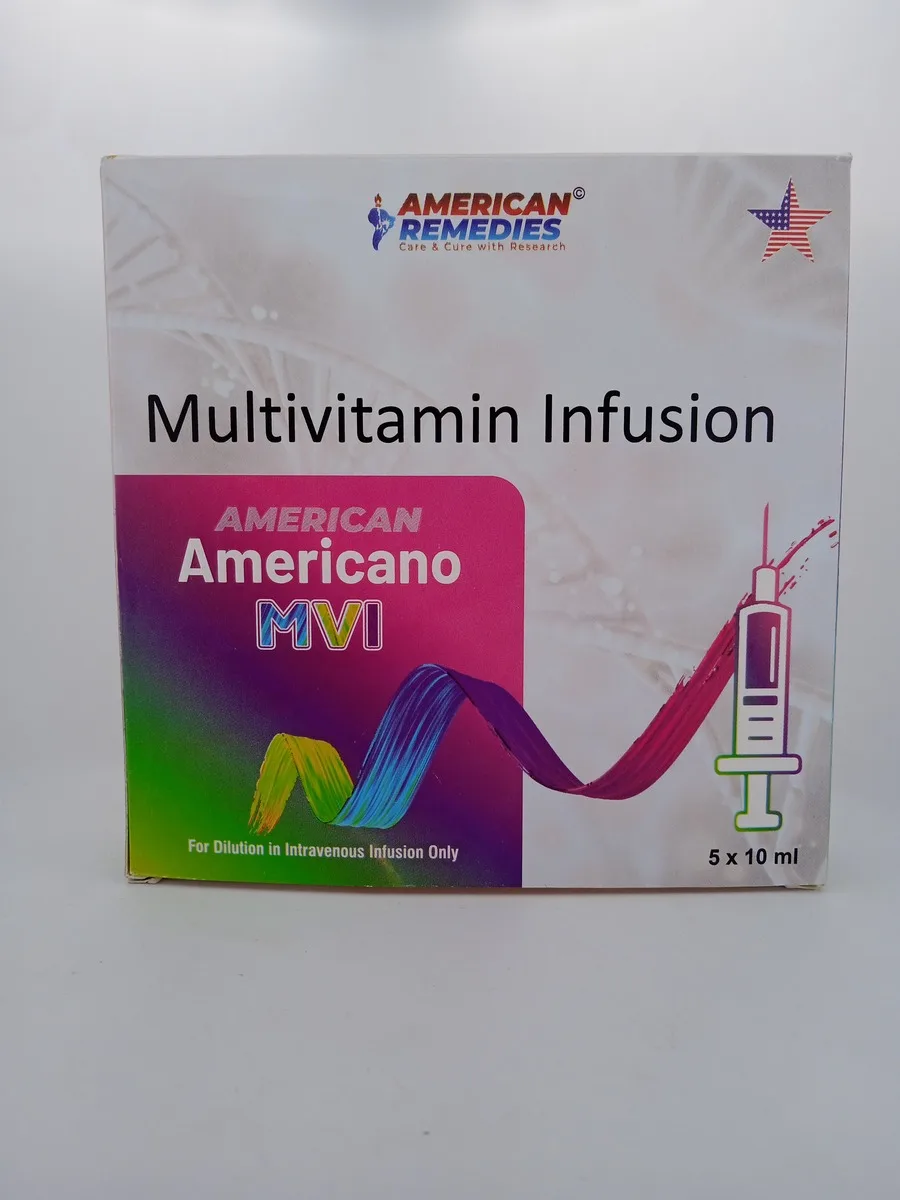 AMERICAN©
REMEDIES
Care & Cure with Research
Multivitamin Infusion
AMERICAN
Americano
MVI
For Dilution in Intravenous Infusion Only
5 x 10 ml